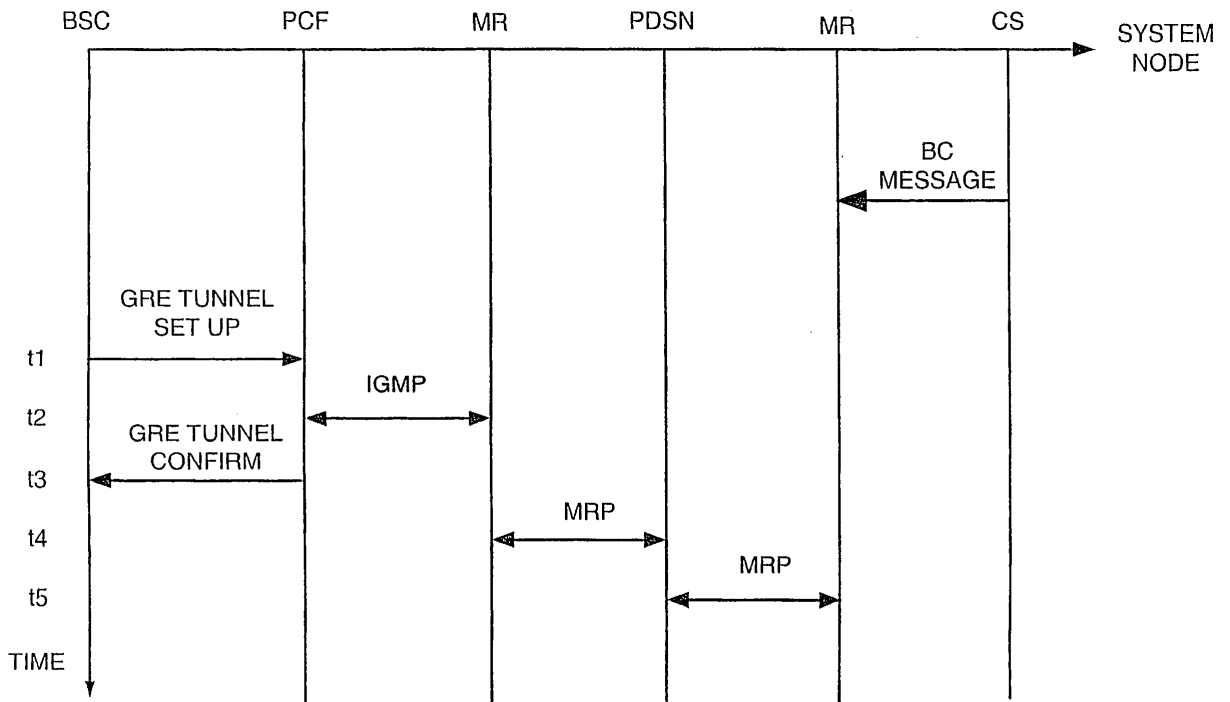 BSC PCF MR PDSN MR CS
SYSTEM
NODE
BC
MESSAGE
GRE TUNNEL
SET UP
t1
IGMP
t2
GRE TUNNEL
CONFIRM
t3
MRP
t4
MRP
t5
TIME